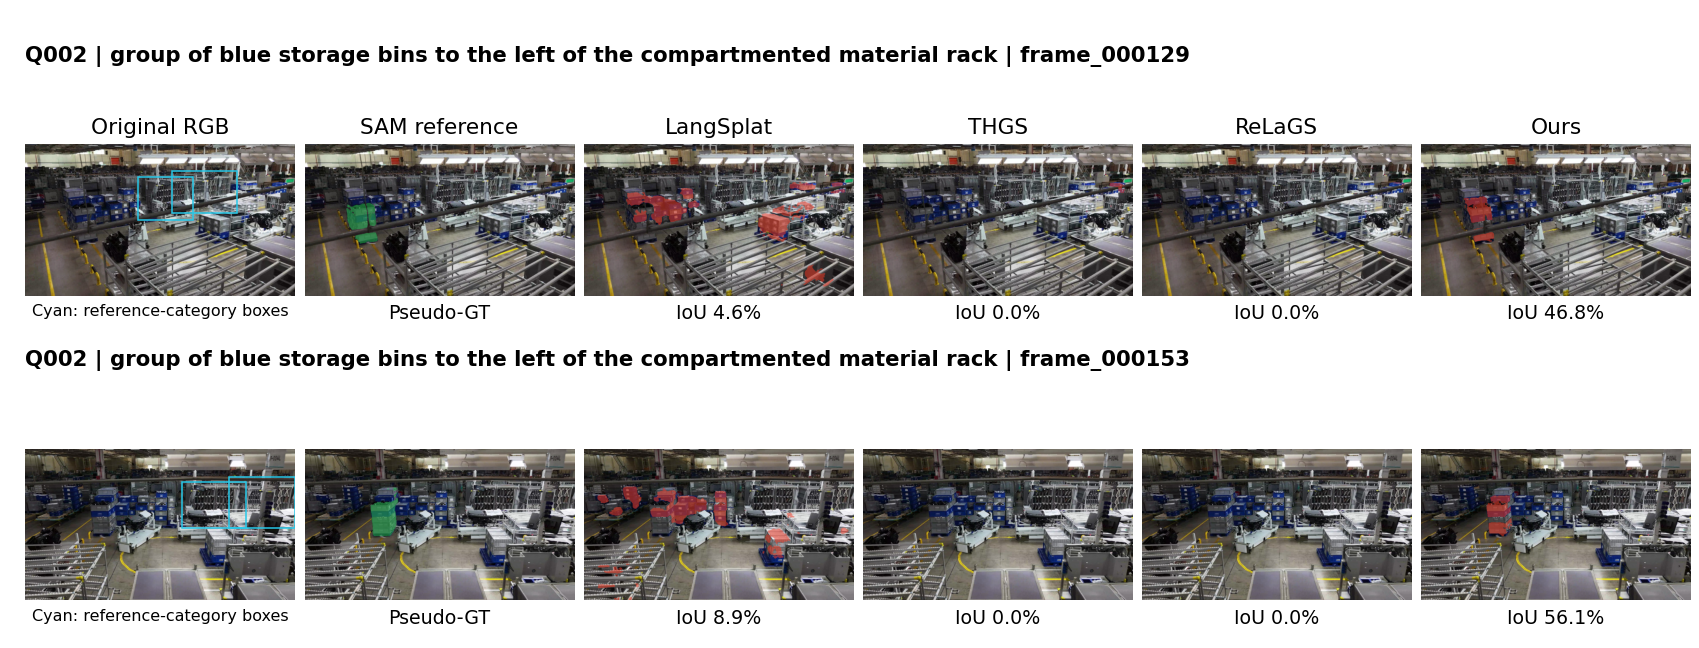 Q002 | group of blue storage bins to the left of the compartmented material rack | frame_000129
Original RGB SAM reference LangSplat THGS ReLaGS Ours
Cyan: reference-category boxes Pseudo-GT IoU 4.6% IoU 0.0% IoU 0.0% IoU 46.8%
Q002 | group of blue storage bins to the left of the compartmented material rack | frame_000153
Cyan: reference-category boxes Pseudo-GT IoU 8.9% IoU 0.0% IoU 0.0% IoU 56.1%